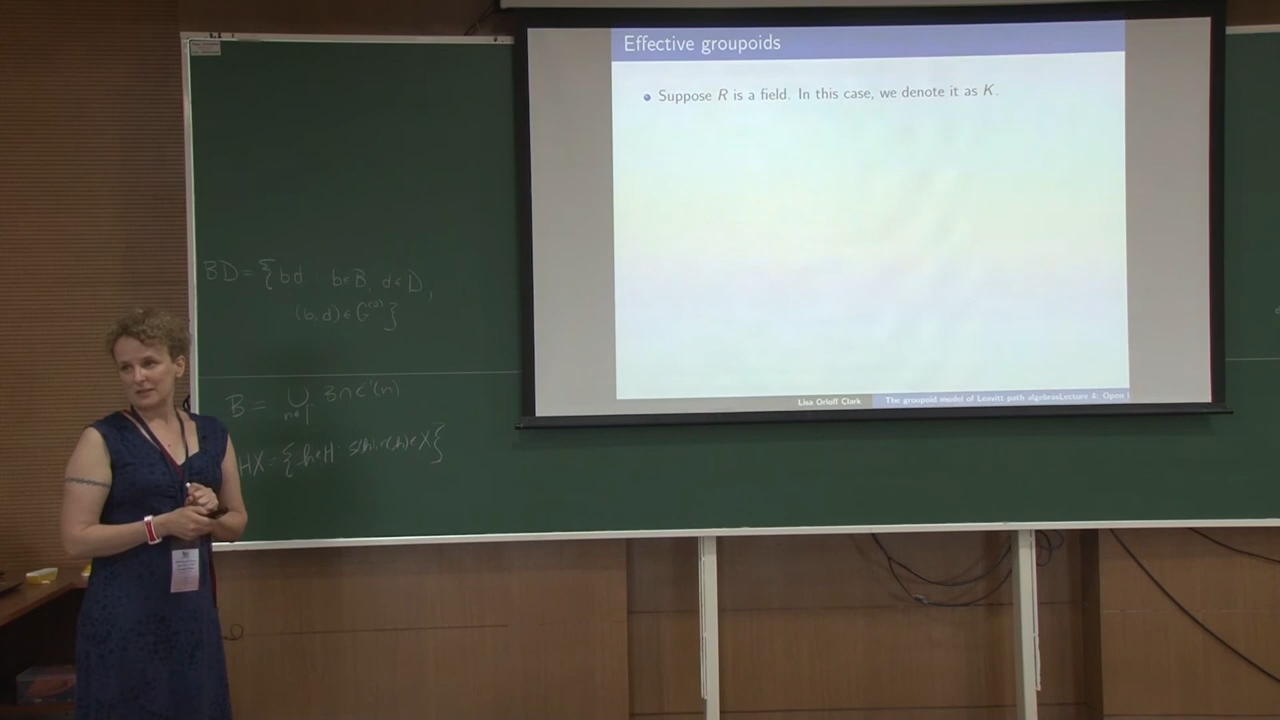 Effective groupoids
Suppose R is a field. In this case, we denote it as K.
Lisa Orloff Clark The groupoid model of Leavitt path algebrasLecture 4: Open
BD = { bd : b ∈ B, d ∈ D,
(b, d) ∈ G⁽²⁾ }
B = ⋃
HX = { h ∈ H : s(h), r(h) ∈ X }